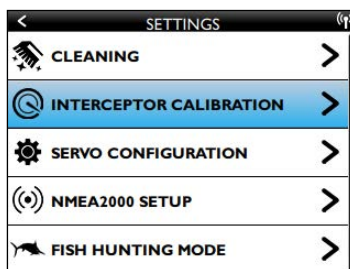 SETTINGS
CLEANING
INTERCEPTOR CALIBRATION
SERVO CONFIGURATION
NMEA2000 SETUP
FISH HUNTING MODE